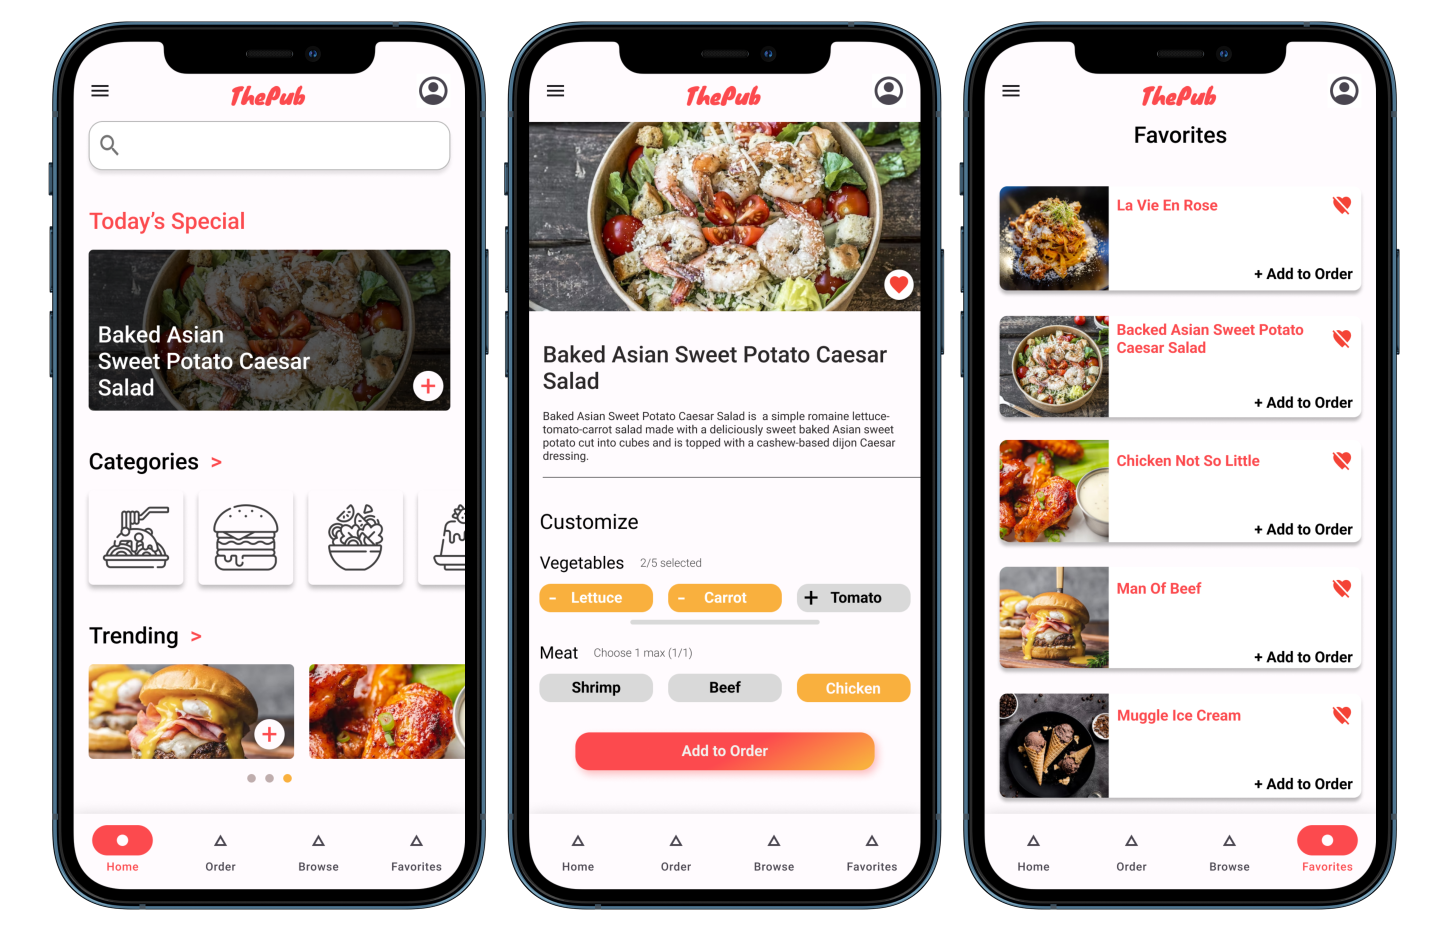 ThePub
Today's Special
Baked Asian
Sweet Potato Caesar
Salad
+
Categories >
Trending >
+
Home
Order
Browse
Favorites
ThePub
Baked Asian Sweet Potato Caesar
Salad
Baked Asian Sweet Potato Caesar Salad is a simple romaine lettuce-
tomato-carrot salad made with a deliciously sweet baked Asian sweet
potato cut into cubes and is topped with a cashew-based dijon Caesar
dressing.
Customize
Vegetables 2/5 selected
- Lettuce
- Carrot
+ Tomato
Meat Choose 1 max (1/1)
Shrimp
Beef
Chicken
Add to Order
Home
Order
Browse
Favorites
ThePub
Favorites
La Vie En Rose
+ Add to Order
Backed Asian Sweet Potato
Caesar Salad
+ Add to Order
Chicken Not So Little
+ Add to Order
Man Of Beef
+ Add to Order
Muggle Ice Cream
+ Add to Order
Home
Order
Browse
Favorites